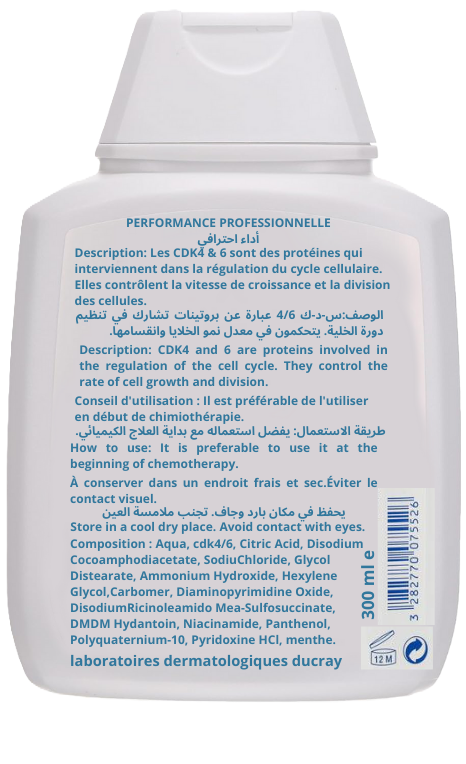 PERFORMANCE PROFESSIONNELLE
أداء احترافي
Description: Les CDK4 & 6 sont des protéines qui
interviennent dans la régulation du cycle cellulaire.
Elles contrôlent la vitesse de croissance et la division
des cellules.
الوصف:س-د-ك 4/6 عبارة عن بروتينات تشارك في تنظيم
دورة الخلية. يتحكمون في معدل نمو الخلايا وانقسامها.
Description: CDK4 and 6 are proteins involved in
the regulation of the cell cycle. They control the
rate of cell growth and division.
Conseil d'utilisation : Il est préférable de l'utiliser
en début de chimiothérapie.
طريقة الاستعمال: يفضل استعماله مع بداية العلاج الكيميائي.
How to use: It is preferable to use it at the
beginning of chemotherapy.
À conserver dans un endroit frais et sec.Éviter le
contact visuel.
يحفظ في مكان بارد وجاف. تجنب ملامسة العين
Store in a cool dry place. Avoid contact with eyes.
Composition : Aqua, cdk4/6, Citric Acid, Disodium
Cocoamphodiacetate, SodiuChloride, Glycol
Distearate, Ammonium Hydroxide, Hexylene
Glycol,Carbomer, Diaminopyrimidine Oxide,
DisodiumRicinoleamido Mea-Sulfosuccinate,
DMDM Hydantoin, Niacinamide, Panthenol,
Polyquaternium-10, Pyridoxine HCl, menthe.
laboratoires dermatologiques ducray
300 ml e
3 282770 075526
12 M